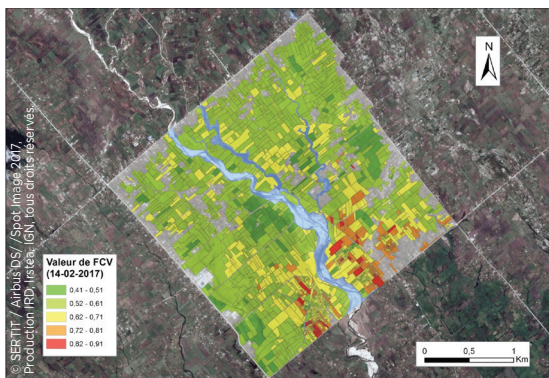 © SERTIT / Airbus DS / /Spot Image 2017,
Production IRD, Irstea, IGN, tous droits réservés.
N
Valeur de FCV
(14-02-2017)
0,41 - 0,51
0,52 - 0,61
0,62 - 0,71
0,72 - 0,81
0,82 - 0,91
0 0,5 1
Km